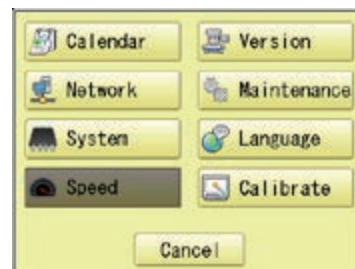 Calendar
Version
Network
Maintenance
System
Language
Speed
Calibrate
Cancel